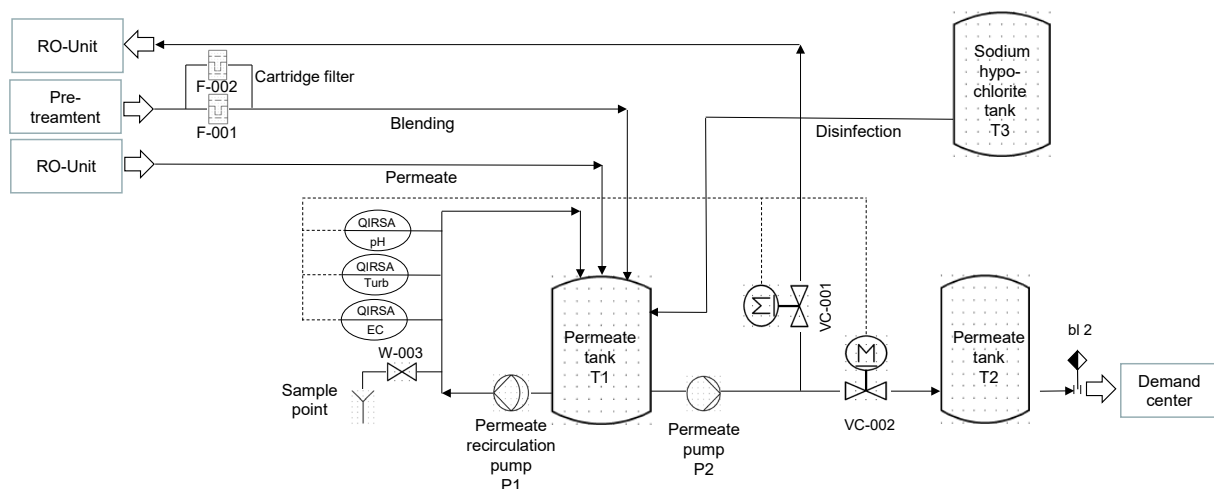 RO-Unit
F-002
Cartridge filter
Pre-
treamtent
F-001
Blending
RO-Unit
Permeate
Disinfection
Sodium
hypo-
chlorite
tank
T3
QIRSA
pH
QIRSA
Turb
QIRSA
EC
W-003
Sample
point
Permeate
recirculation
pump
P1
Permeate
tank
T1
Permeate
pump
P2
M
VC-001
M
VC-002
Permeate
tank
T2
bl 2
Demand
center